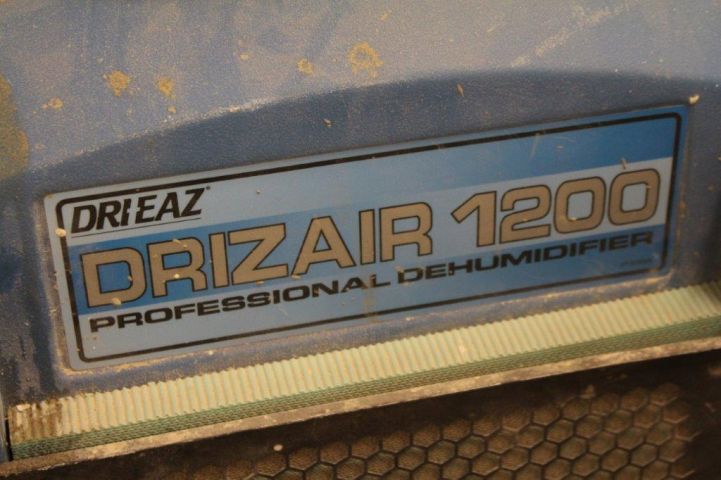 DRI-EAZ®
DRIZAIR 1200
PROFESSIONAL DEHUMIDIFIER